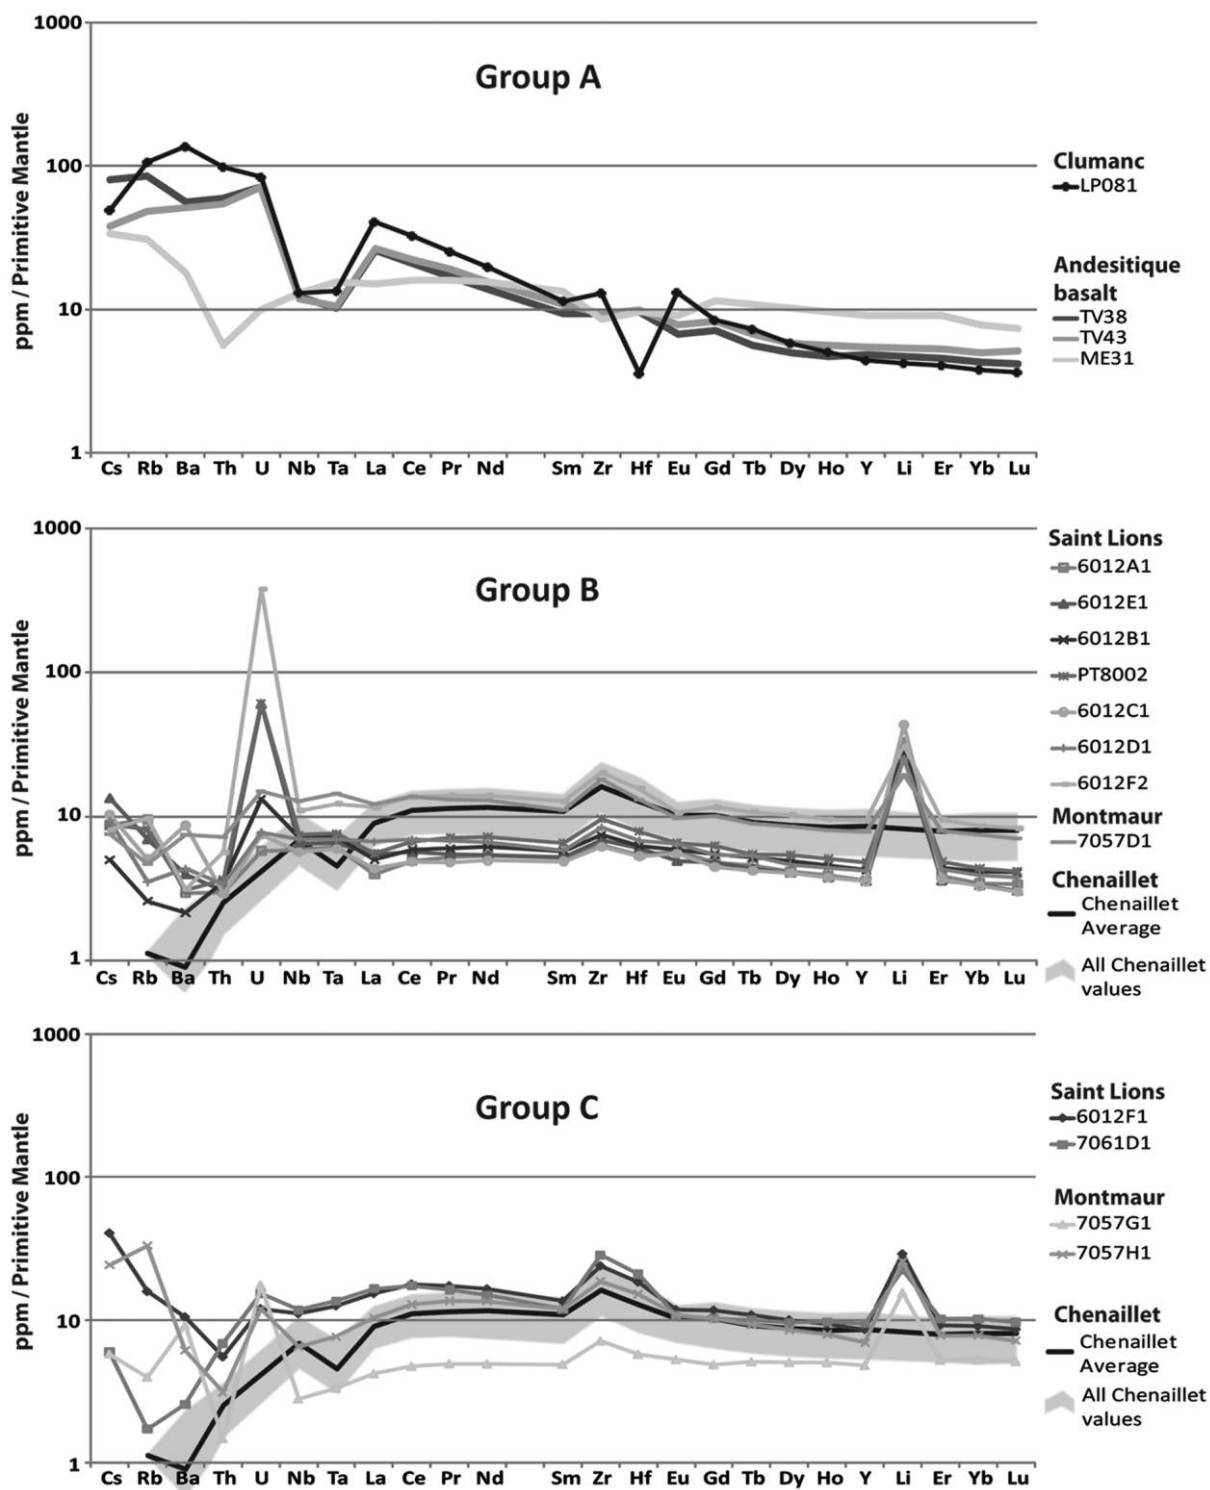 1000
Group A
100
10
1
ppm / Primitive Mantle
Cs Rb Ba Th U Nb Ta La Ce Pr Nd Sm Zr Hf Eu Gd Tb Dy Ho Y Li Er Yb Lu
Clumanc
LP081
Andesitique
basalt
TV38
TV43
ME31
1000
Group B
100
10
1
ppm / Primitive Mantle
Cs Rb Ba Th U Nb Ta La Ce Pr Nd Sm Zr Hf Eu Gd Tb Dy Ho Y Li Er Yb Lu
Saint Lions
6012A1
6012E1
6012B1
PT8002
6012C1
6012D1
6012F2
Montmaur
7057D1
Chenaillet
Chenaillet
Average
All Chenaillet
values
1000
Group C
100
10
1
ppm / Primitive Mantle
Cs Rb Ba Th U Nb Ta La Ce Pr Nd Sm Zr Hf Eu Gd Tb Dy Ho Y Li Er Yb Lu
Saint Lions
6012F1
7061D1
Montmaur
7057G1
7057H1
Chenaillet
Chenaillet
Average
All Chenaillet
values